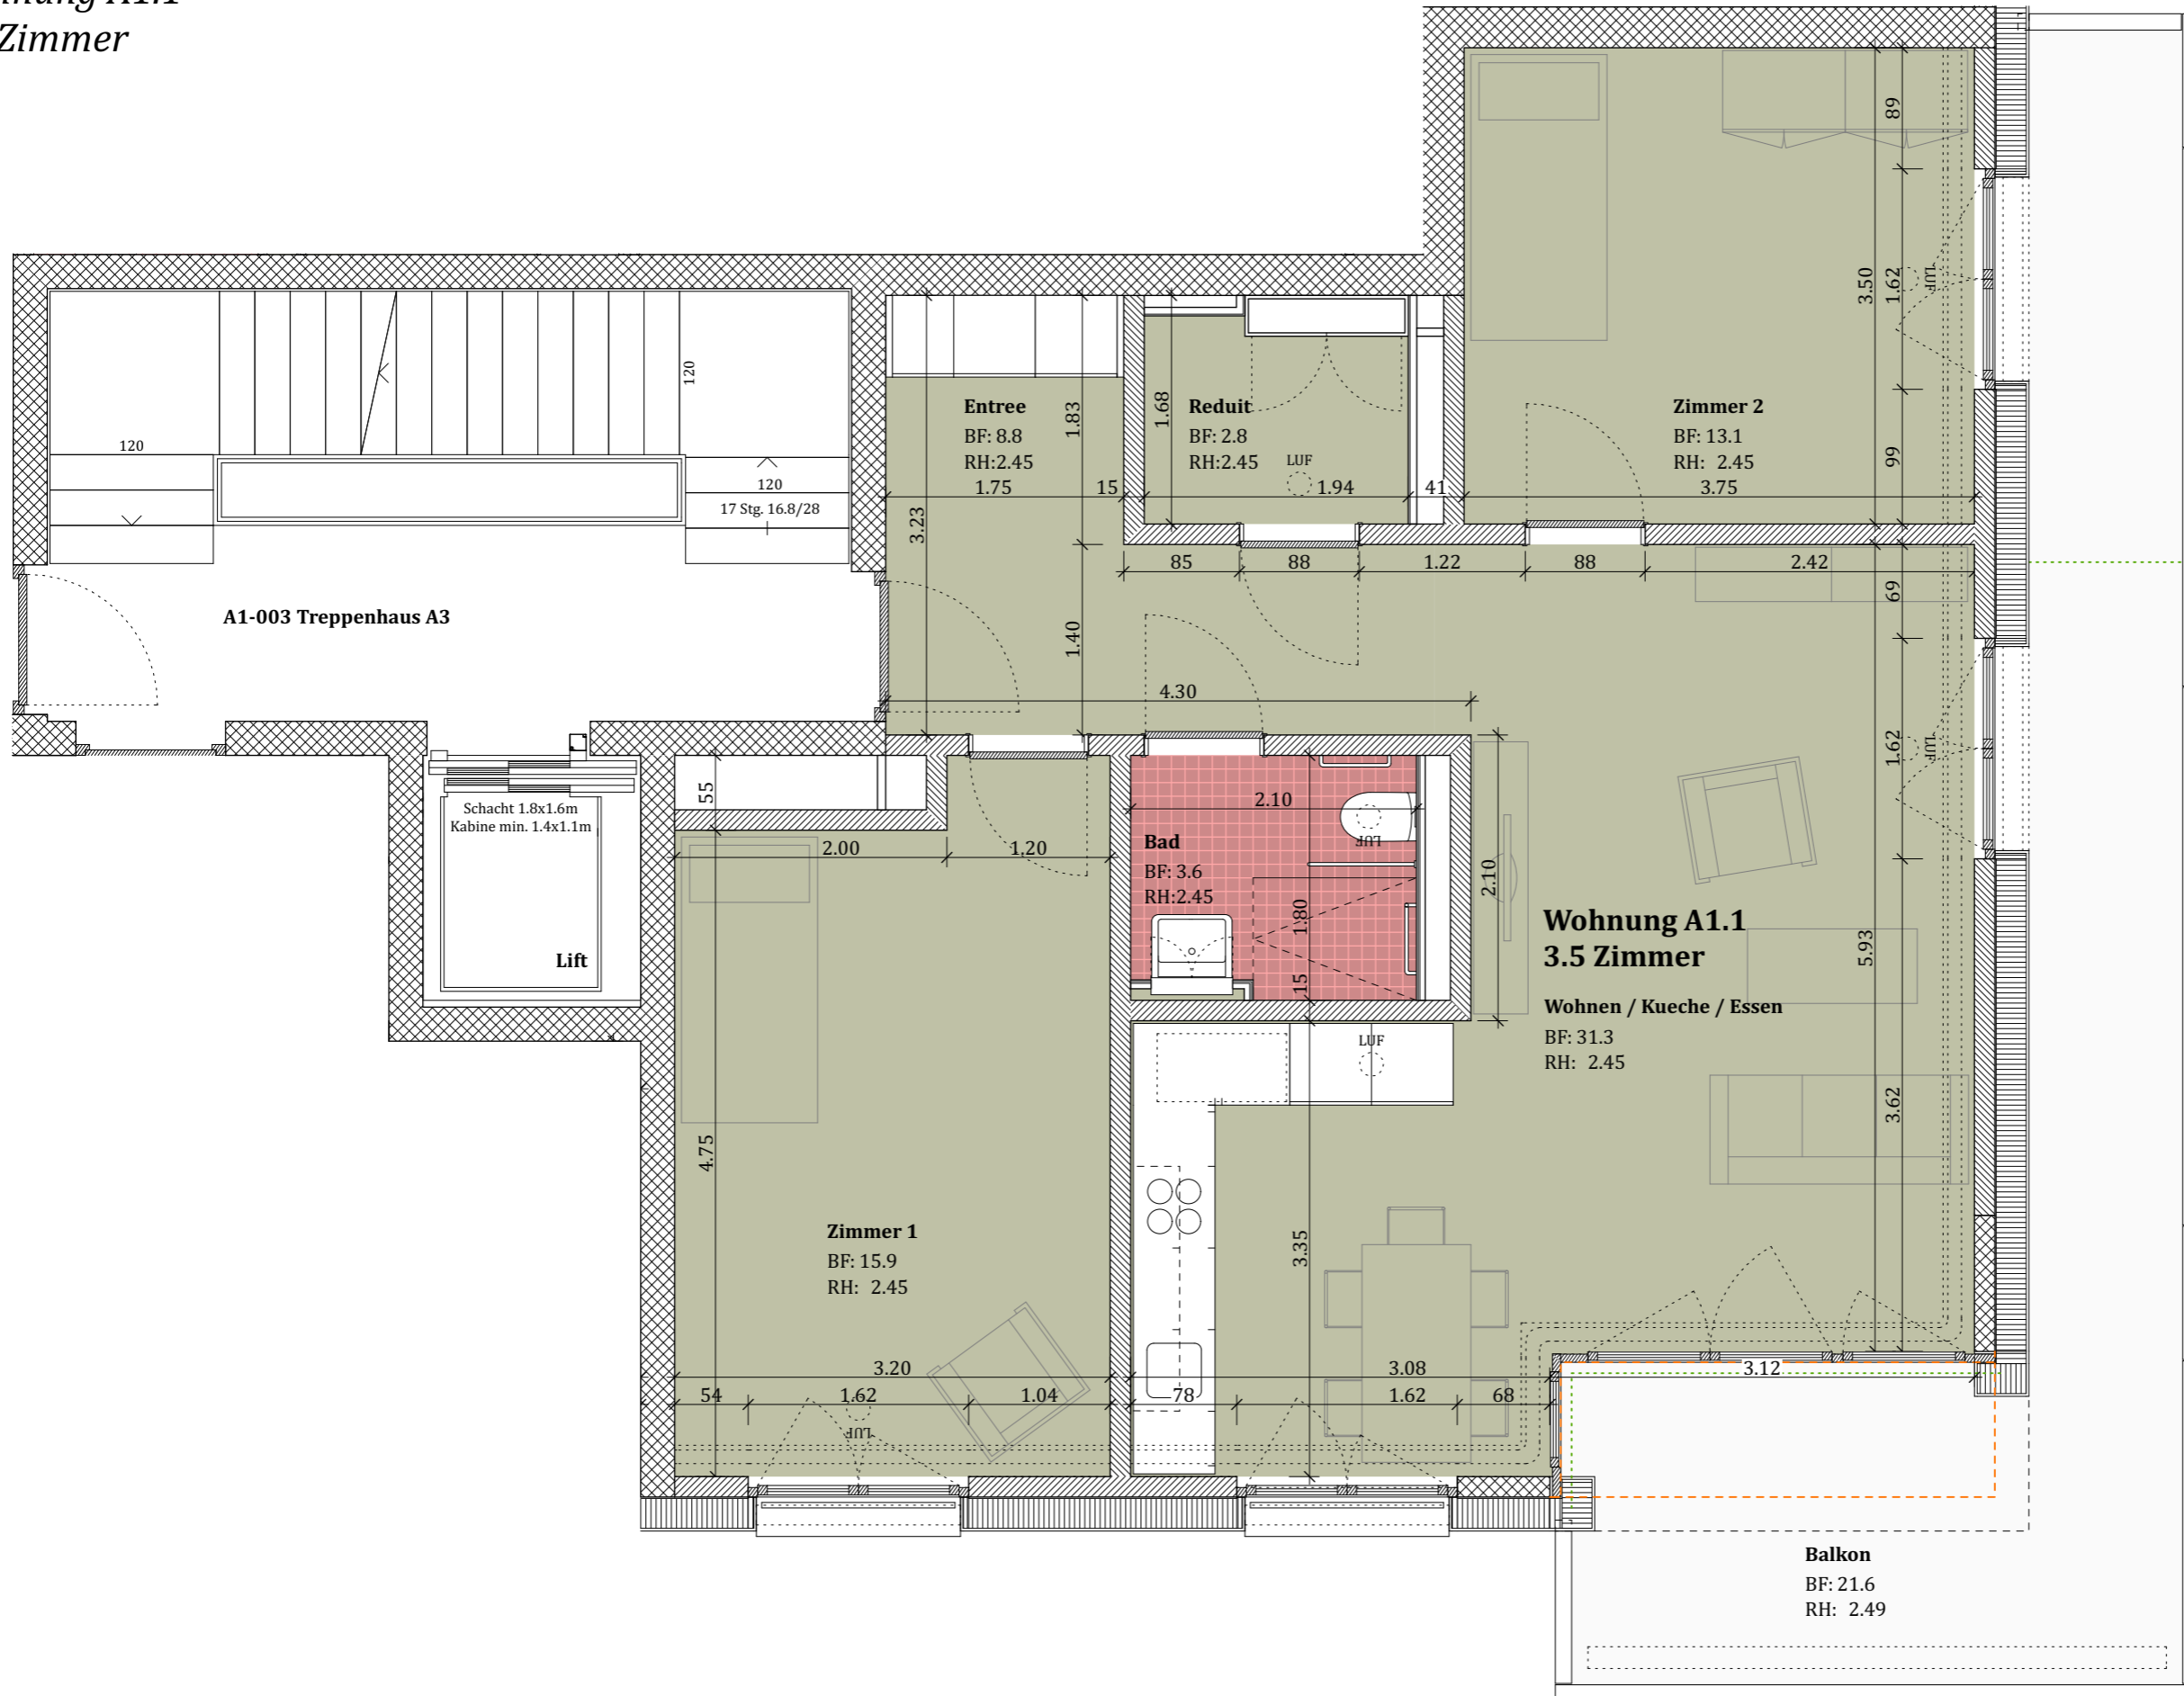 Zimmer
89
3.50
1.62
LUF
99
120
120
120
17 Stg. 16.8/28
Entree
BF: 8.8
RH:2.45
1.83
3.23
1.75
15
1.68
Reduit
BF: 2.8
RH:2.45
LUF
1.94
41
Zimmer 2
BF: 13.1
RH: 2.45
3.75
85
88
1.22
88
2.42
69
A1-003 Treppenhaus A3
1.40
4.30
1.62
LUF
Schacht 1.8x1.6m
Kabine min. 1.4x1.1m
Lift
55
2.00
1.20
2.10
LUF
Bad
BF: 3.6
RH:2.45
1.80
15
2.10
Wohnung A1.1
3.5 Zimmer
Wohnen / Kueche / Essen
BF: 31.3
RH: 2.45
5.93
3.62
LUF
4.75
3.35
Zimmer 1
BF: 15.9
RH: 2.45
3.20
54
1.62
1.04
LUF
3.08
78
1.62
68
3.12
Balkon
BF: 21.6
RH: 2.49